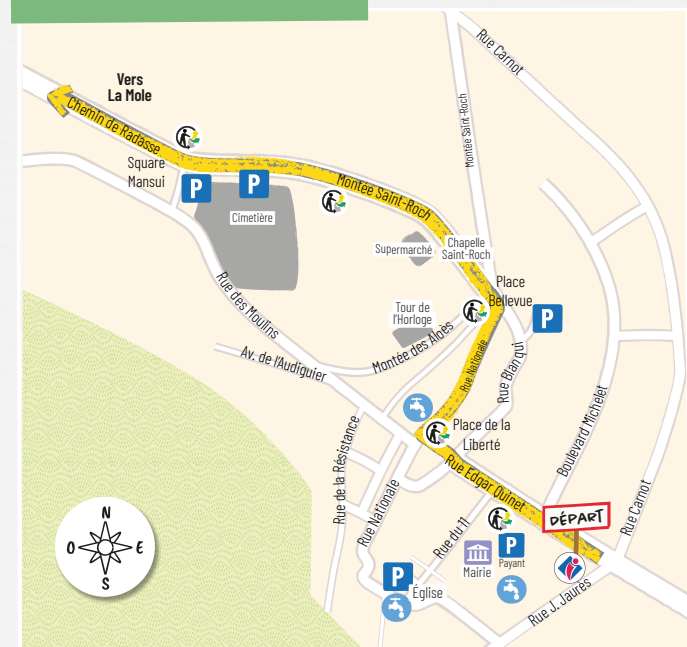 Rue Carnot
Vers
La Mole
Chemin de Radasse
Montée Saint-Roch
Square
Mansui
P
P
Montée Saint-Roch
Cimetière
Supermarché
Chapelle
Saint-Roch
Place
Bellevue
P
Rue des Moulins
Tour de
l'Horloge
Montée des Aloès
Rue Nationale
Rue Blanqui
Av. de l'Audiguier
Boulevard Michelet
Place de la
Liberté
Rue de la Résistance
Rue Edgar Quinet
Rue Nationale
Rue du 11
DÉPART
Rue Carnot
N
O
E
S
P
Payant
Mairie
P
Église
Rue J. Jaurès